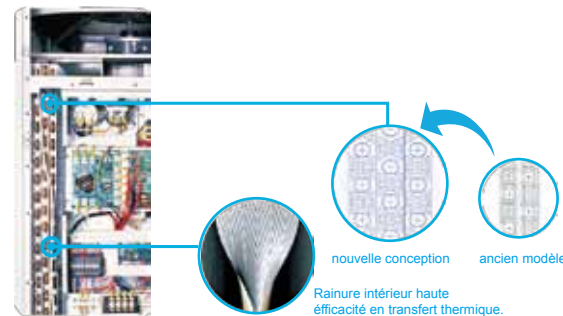 nouvelle conception
ancien modèle
Rainure intérieur haute
éfficacité en transfert thermique.